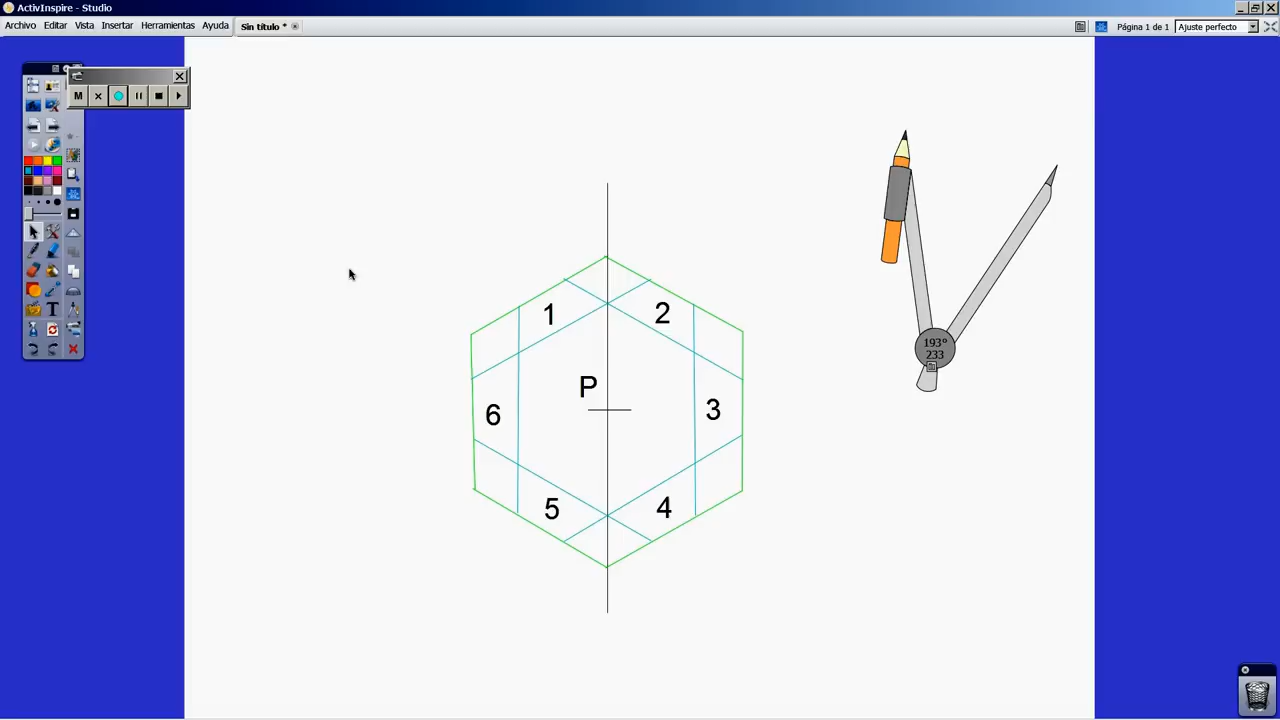 ActivInspire - Studio
Archivo Editar Vista Insertar Herramientas Ayuda Sin título * Página 1 de 1 Ajuste perfecto
M
T
1
2
P
6
3
5
4
193º
233